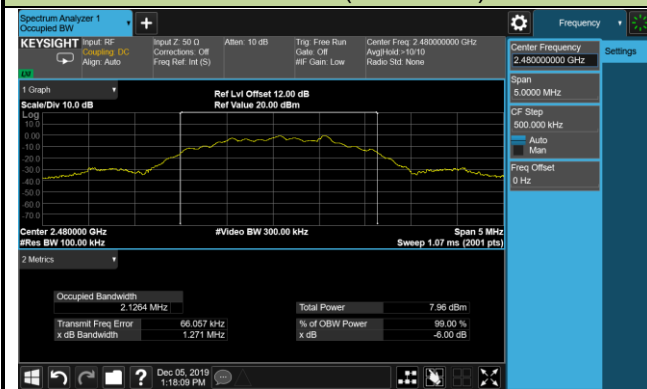 Spectrum Analyzer 1
Occupied BW
+
Frequency
KEYSIGHT
Input: RF
Coupling: DC
Align: Auto
Input Z: 50 Ω
Corrections: Off
Freq Ref: Int (S)
Atten: 10 dB
Trig: Free Run
Gate: Off
#IF Gain: Low
Center Freq: 2.480000000 GHz
Avg|Hold:>10/10
Radio Std: None
Center Frequency
2.480000000 GHz
Settings
Span
5.0000 MHz
CF Step
500.000 kHz
Auto
Man
Freq Offset
0 Hz
1 Graph
Scale/Div 10.0 dB
Ref Lvl Offset 12.00 dB
Ref Value 20.00 dBm
Log
10.0
0.00
-10.0
-20.0
-30.0
-40.0
-50.0
-60.0
-70.0
Center 2.480000 GHz
#Res BW 100.00 kHz
#Video BW 300.00 kHz
Span 5 MHz
Sweep 1.07 ms (2001 pts)
2 Metrics
Occupied Bandwidth
2.1264 MHz
Total Power 7.96 dBm
Transmit Freq Error 66.057 kHz
% of OBW Power 99.00 %
x dB Bandwidth 1.271 MHz
x dB -6.00 dB
?
Dec 05, 2019
1:18:09 PM